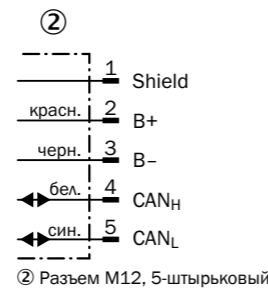 ②
1 Shield
красн. 2 B+
черн. 3 B−
бел. 4 CANH
син. 5 CANL
② Разъем M12, 5-штырьковый